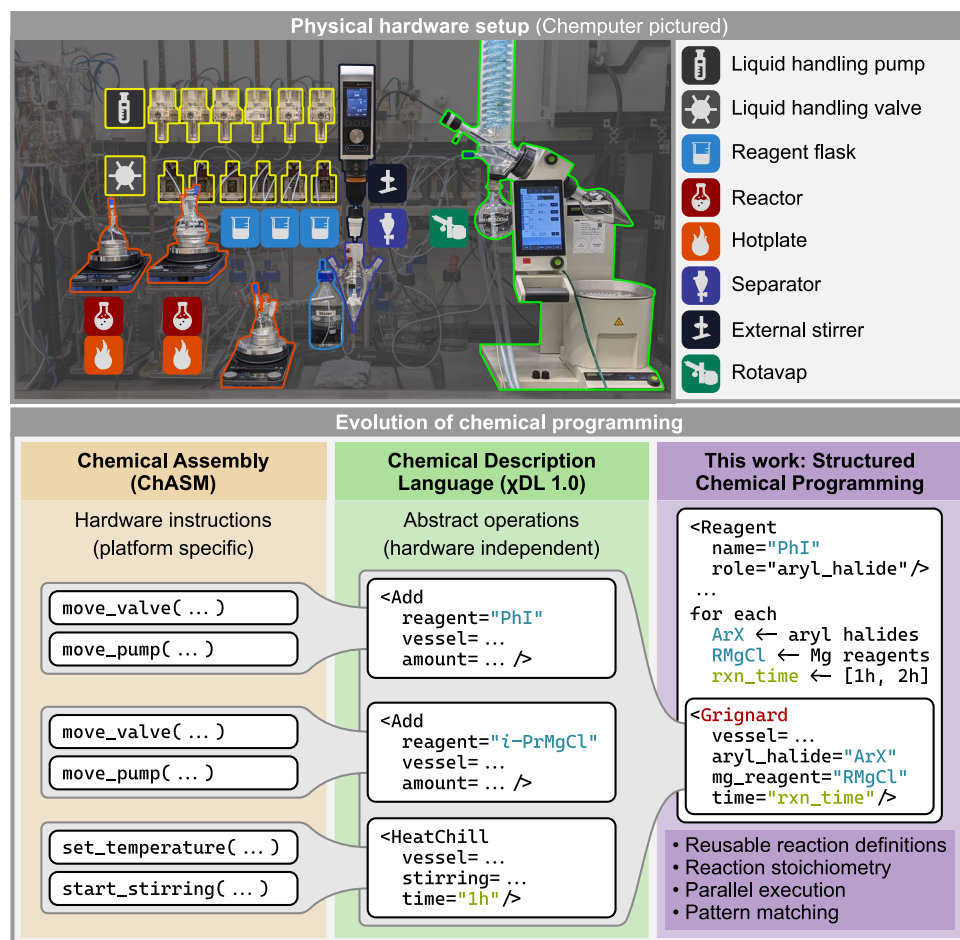 Physical hardware setup (Chemputer pictured)
Liquid handling pump
Liquid handling valve
Reagent flask
Reactor
Hotplate
Separator
External stirrer
Rotavap
Water
Evolution of chemical programming
Chemical Assembly
(ChASM)
Hardware instructions
(platform specific)
move_valve( ... )
move_pump( ... )
move_valve( ... )
move_pump( ... )
set_temperature( ... )
start_stirring( ... )
Chemical Description
Language (χDL 1.0)
Abstract operations
(hardware independent)
<Add
reagent="PhI"
vessel= ...
amount= ... />
<Add
reagent="i-PrMgCl"
vessel= ...
amount= ... />
<HeatChill
vessel= ...
stirring= ...
time="1h"/>
This work: Structured
Chemical Programming
<Reagent
name="PhI"
role="aryl_halide"/>
...
for each
ArX ← aryl halides
RMgCl ← Mg reagents
rxn_time ← [1h, 2h]
<Grignard
vessel= ...
aryl_halide="ArX"
mg_reagent="RMgCl"
time="rxn_time"/>
• Reusable reaction definitions
• Reaction stoichiometry
• Parallel execution
• Pattern matching